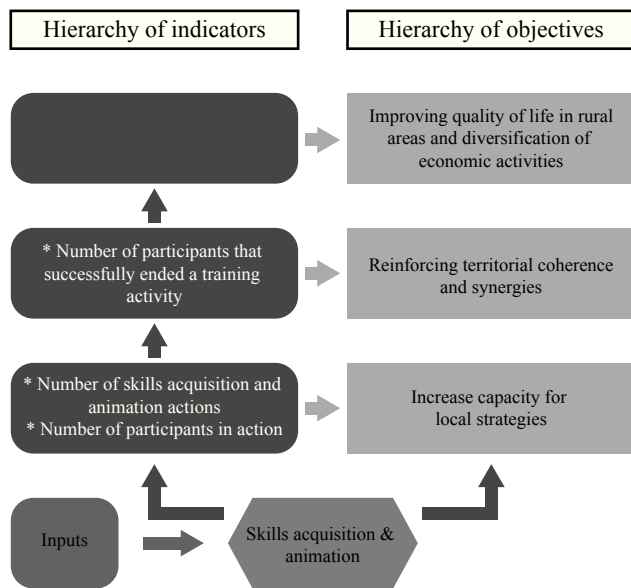 Hierarchy of indicators
Hierarchy of objectives
Improving quality of life in rural
areas and diversification of
economic activities
* Number of participants that
successfully ended a training
activity
Reinforcing territorial coherence
and synergies
* Number of skills acquisition and
animation actions
* Number of participants in action
Increase capacity for
local strategies
Inputs
Skills acquisition &
animation